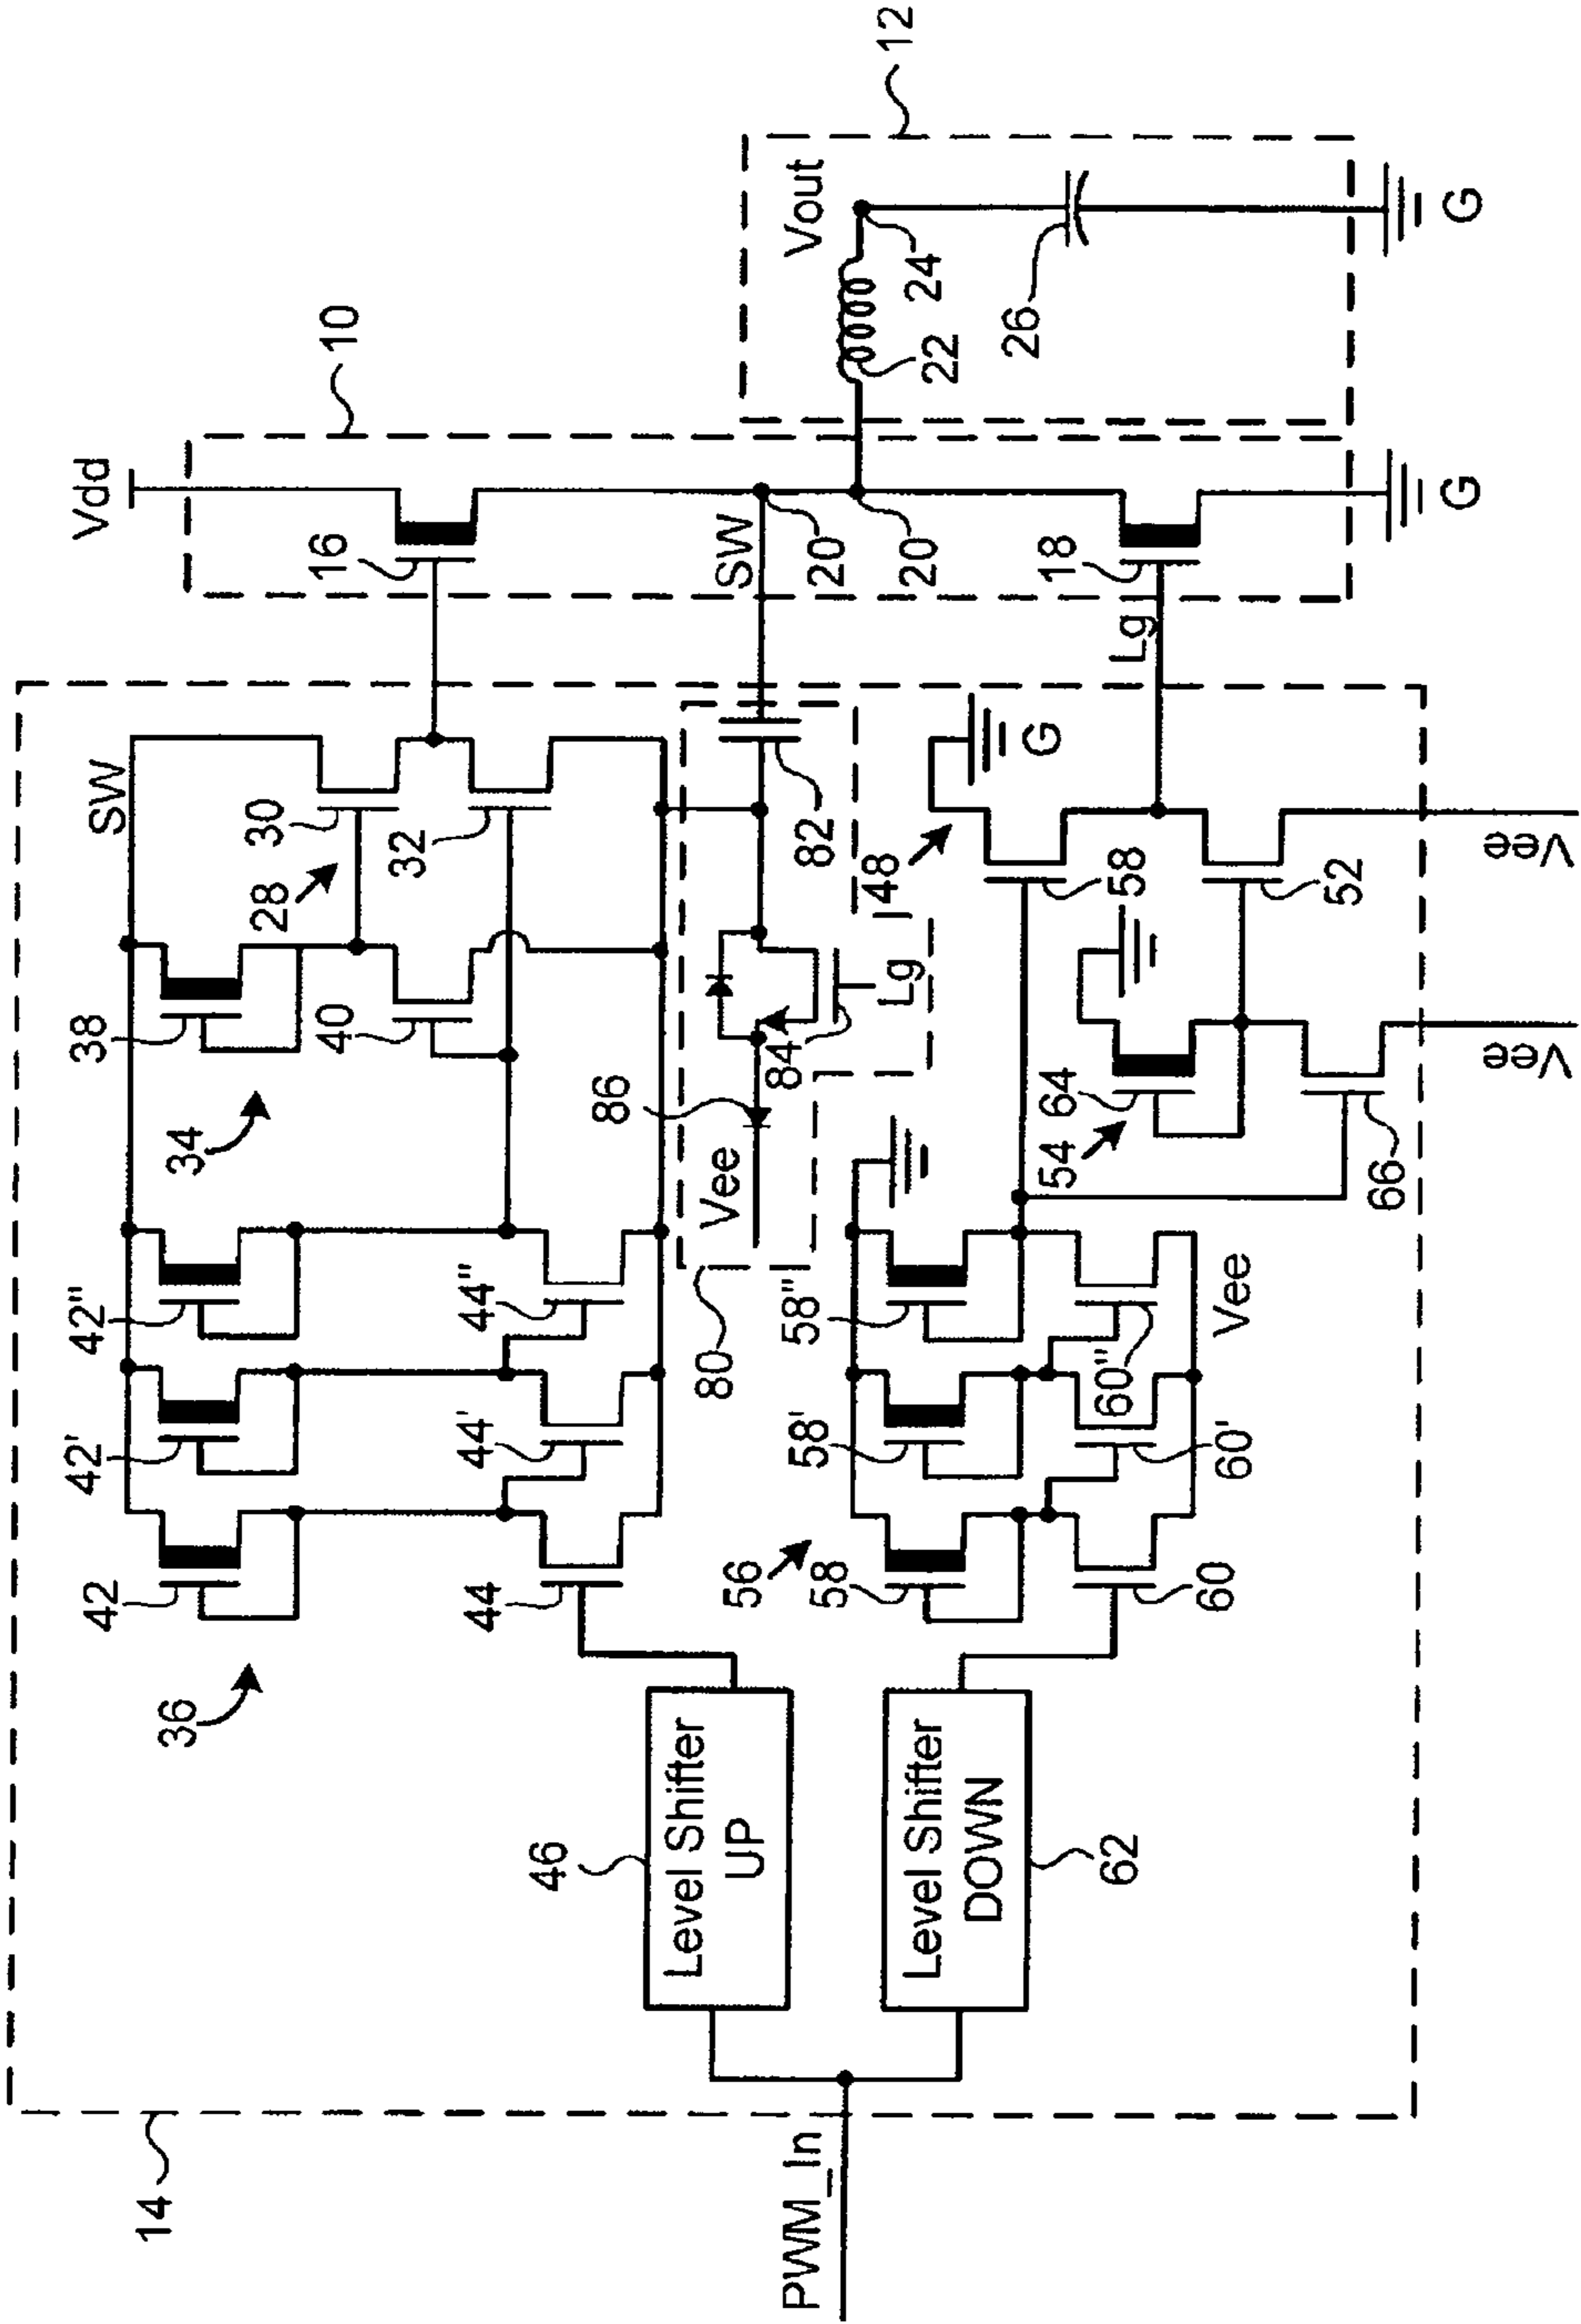 14
PWM_In
36
42
42'
42"
34
38
40
SW
28
30
32
44
44'
44"
46
Level Shifter
UP
Vdd
10
16
SW
20
20
12
Vout
22
24
26
G
80
Vee
86
84
Lg
82
48
G
Level Shifter
DOWN
62
56
58
58'
58"
60
60'
60"
Vee
54
64
66
58
52
Lg
18
G
Vee
Vee